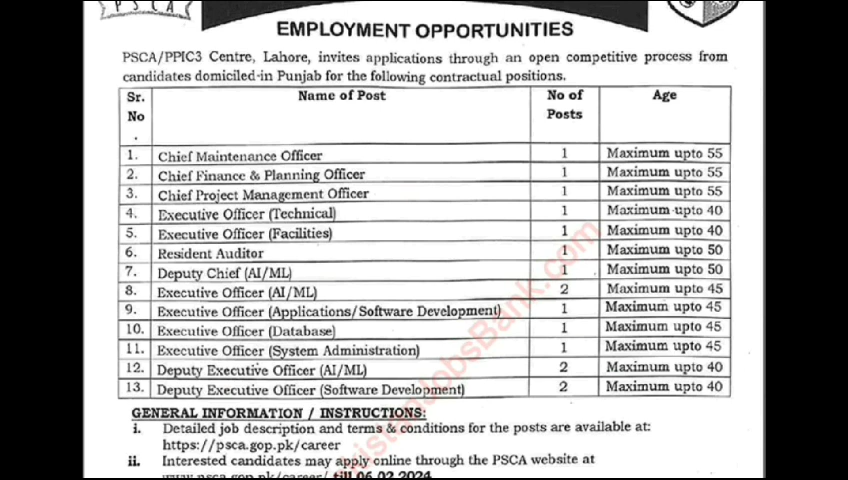 PSCA
EMPLOYMENT OPPORTUNITIES
PSCA/PPIC3 Centre, Lahore, invites applications through an open competitive process from
candidates domiciled in Punjab for the following contractual positions.
Sr. No . Name of Post No of Posts Age
1. Chief Maintenance Officer 1 Maximum upto 55
2. Chief Finance & Planning Officer 1 Maximum upto 55
3. Chief Project Management Officer 1 Maximum upto 55
4. Executive Officer (Technical) 1 Maximum upto 40
5. Executive Officer (Facilities) 1 Maximum upto 40
6. Resident Auditor 1 Maximum upto 50
7. Deputy Chief (AI/ML) 1 Maximum upto 50
8. Executive Officer (AI/ML) 2 Maximum upto 45
9. Executive Officer (Applications/Software Development) 1 Maximum upto 45
10. Executive Officer (Database) 1 Maximum upto 45
11. Executive Officer (System Administration) 1 Maximum upto 45
12. Deputy Executive Officer (AI/ML) 2 Maximum upto 40
13. Deputy Executive Officer (Software Development) 2 Maximum upto 40
GENERAL INFORMATION / INSTRUCTIONS:
i. Detailed job description and terms & conditions for the posts are available at:
https://psca.gop.pk/career
ii. Interested candidates may apply online through the PSCA website at
www.psca.gop.pk/career/ till 06.02.2024